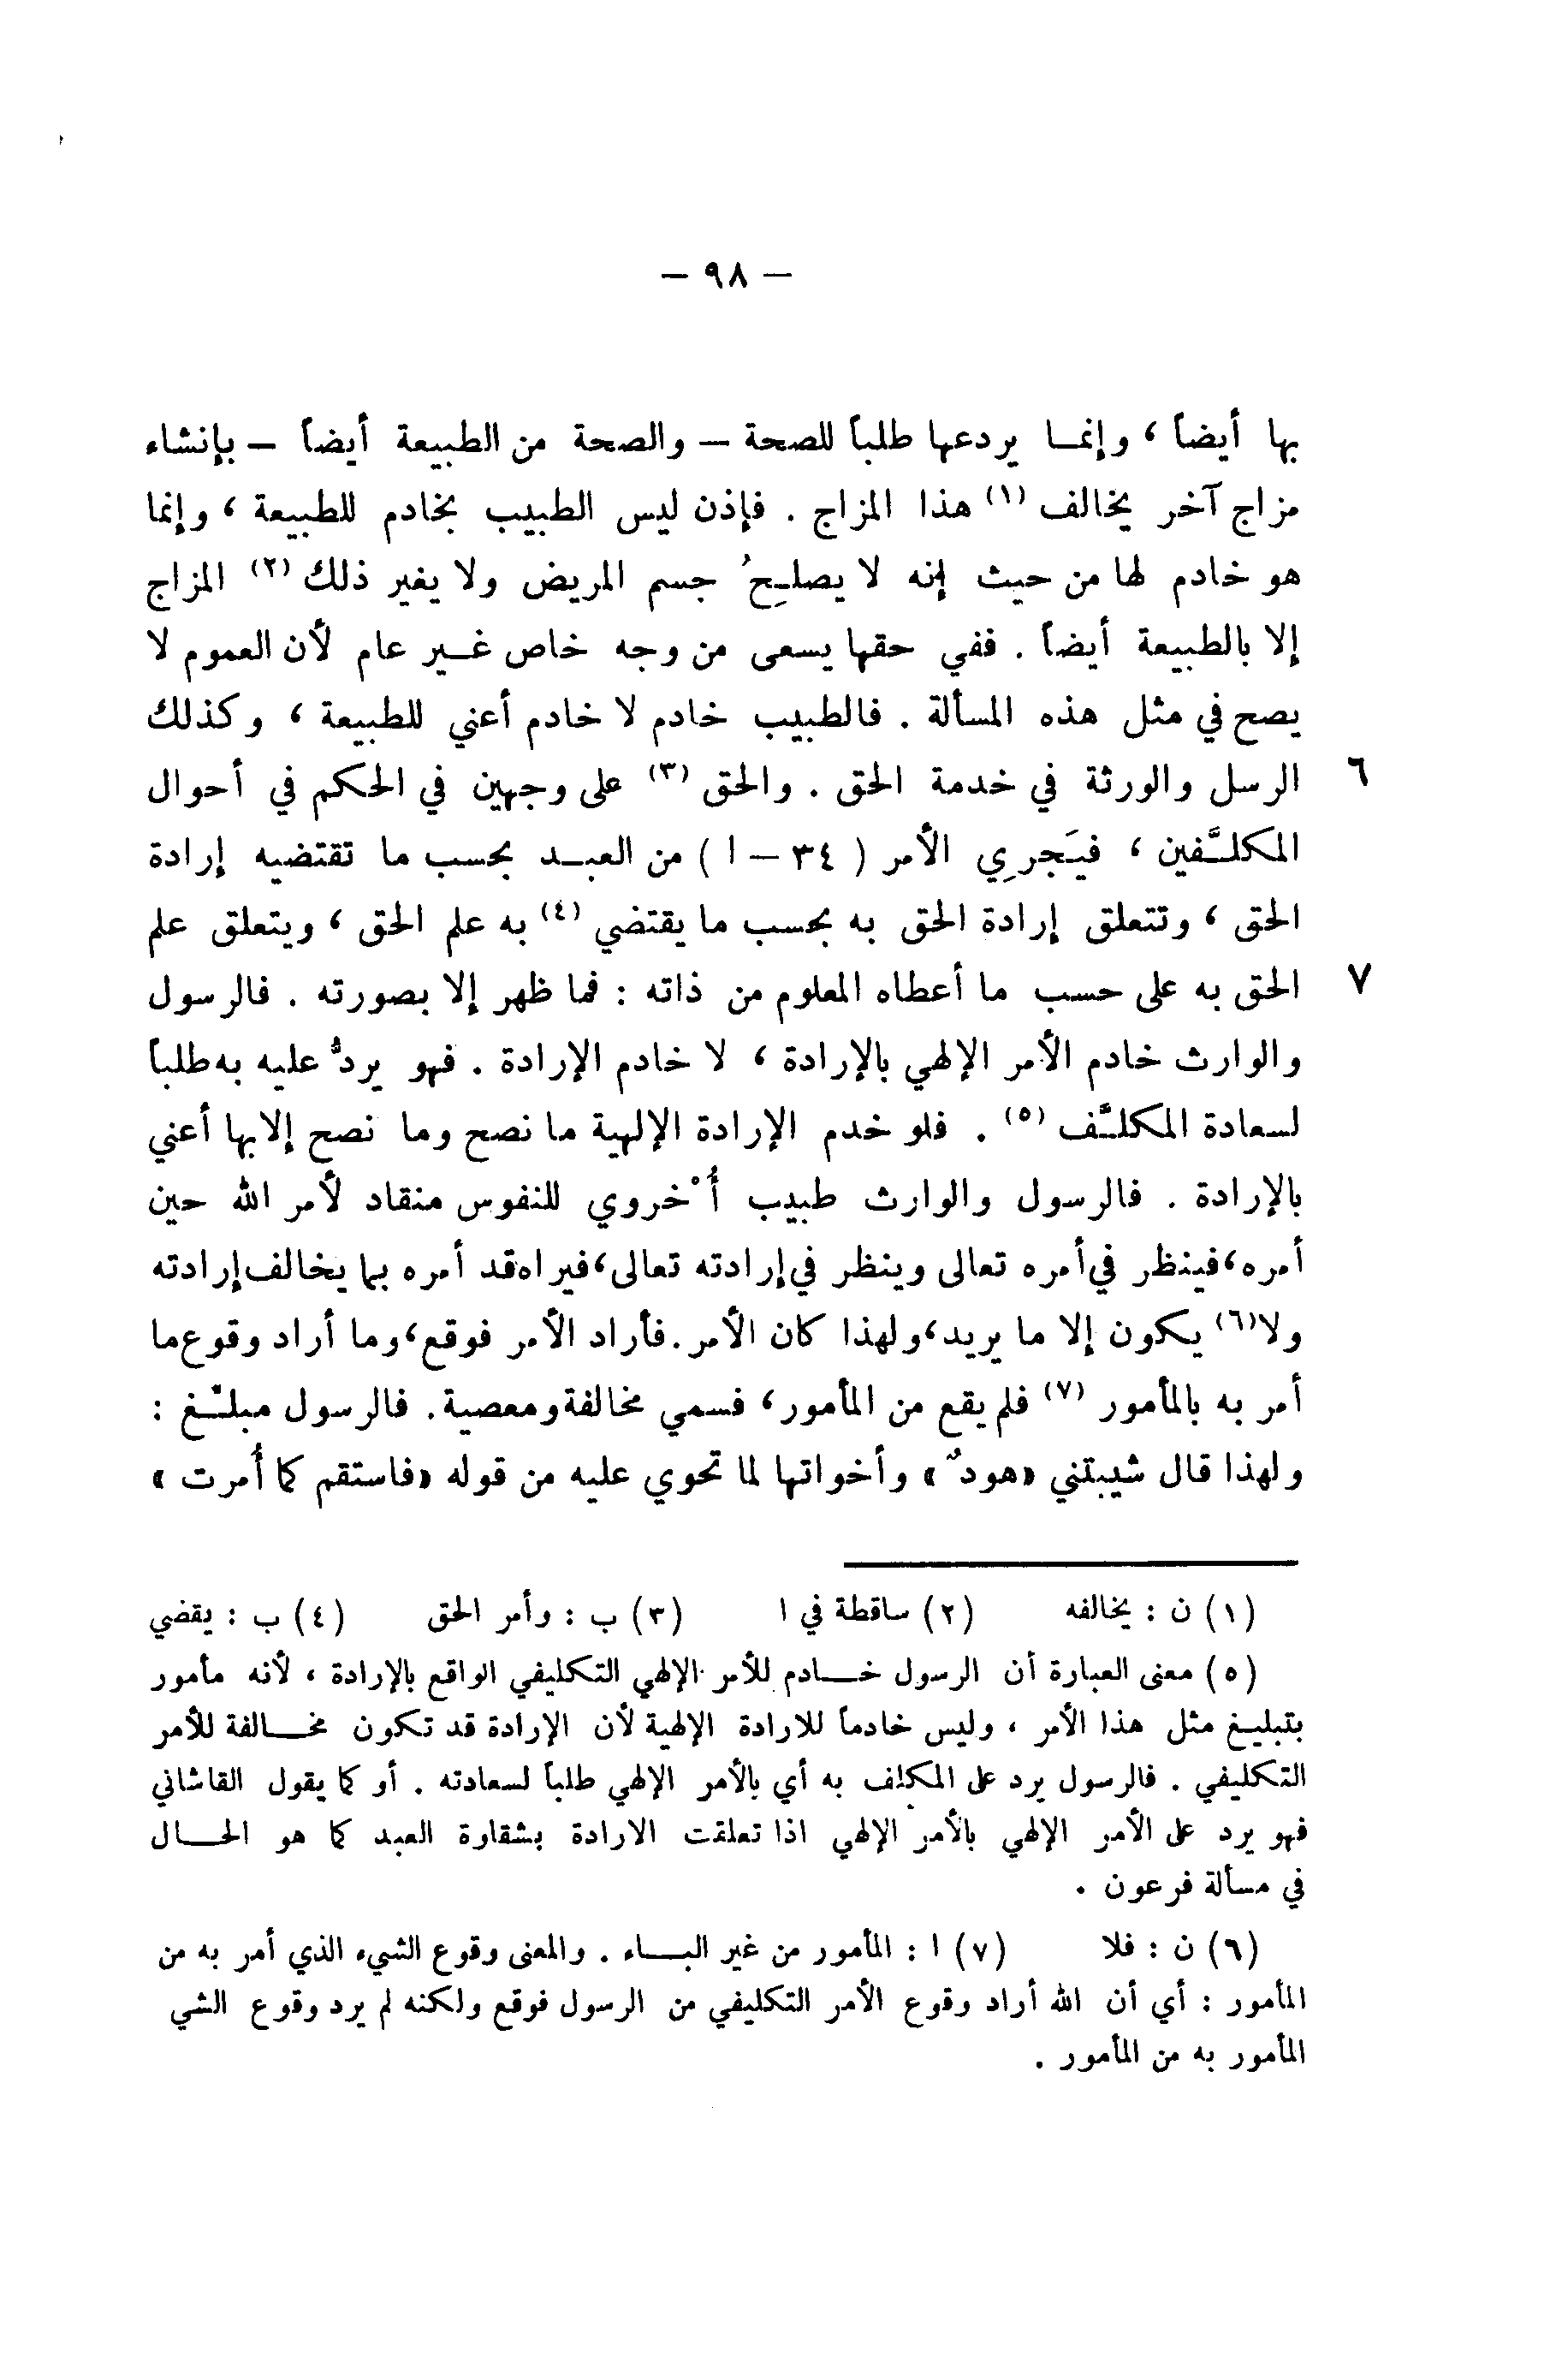 — ٩٨ —
بها أيضاً ، وإنما يردعها طلباً للصحة — والصحة من الطبيعة أيضاً — بإنشاء
مزاج آخر يخالف (١) هذا المزاج . فإذن ليس الطبيب بخادم للطبيعة ، وإنما
هو خادم لها من حيث إنه لا يصلِحُ جسم المريض ولا يغير ذلك (٢) المزاج
إلا بالطبيعة أيضاً . ففي حقها يسعى من وجه خاص غير عام لأن العموم لا
يصح في مثل هذه المسألة . فالطبيب خادم لا خادم أعني للطبيعة ، وكذلك
٦ الرسل والورثة في خدمة الحق . والحق (٣) على وجهين في الحكم في أحوال
المكلَّفين ، فيَجرِي الأمر ( ٣٤ — ا ) من العبد بحسب ما تقتضيه إرادة
الحق ، وتتعلق إرادة الحق به بحسب ما يقتضي (٤) به علم الحق ، ويتعلق علم
٧ الحق به على حسب ما أعطاه المعلوم من ذاته : فما ظهر إلا بصورته . فالرسول
والوارث خادم الأمر الإلهي بالإرادة ، لا خادم الإرادة . فهو يردُّ عليه به طلباً
لسعادة المكلَّف (٥) . فلو خدم الإرادة الإلهية ما نصح وما نصح إلا بها أعني
بالإرادة . فالرسول والوارث طبيب أُخْروي للنفوس منقاد لأمر الله حين
أمره ، فينظر في أمره تعالى وينظر في إرادته تعالى ، فيراه قد أمره بما يخالف إرادته
ولا (٦) يكون إلا ما يريد ، ولهذا كان الأمر . فأراد الأمر فوقع ، وما أراد وقوع ما
أمر به بالمأمور (٧) فلم يقع من المأمور ، فسمي مخالفة ومعصية . فالرسول مبلِّغ :
ولهذا قال شيبتني «هودٌ» وأخواتها لما تحوي عليه من قوله «فاستقم كما أُمرت»
(١) ن : يخالفه (٢) ساقطة في ا (٣) ب : وأمر الحق (٤) ب : يقضي
(٥) معنى العبارة أن الرسول خادم للأمر الإلهي التكليفي الواقع بالإرادة ، لأنه مأمور
بتبليغ مثل هذا الأمر ، وليس خادماً للارادة الإلهية لأن الإرادة قد تكون مخالفة للأمر
التكليفي . فالرسول يرد على المكلف به أي بالأمر الإلهي طلباً لسعادته . أو كما يقول القاشاني
فهو يرد على الأمر الإلهي بالأمر الإلهي اذا تعلقت الارادة بشقارة العبد كما هو الحال
في مسألة فرعون .
(٦) ن : فلا (٧) ا : المأمور من غير الباء . والمعنى وقوع الشيء الذي أمر به من
المأمور : أي أن الله أراد وقوع الأمر التكليفي من الرسول فوقع ولكنه لم يرد وقوع الشي
المأمور به من المأمور .